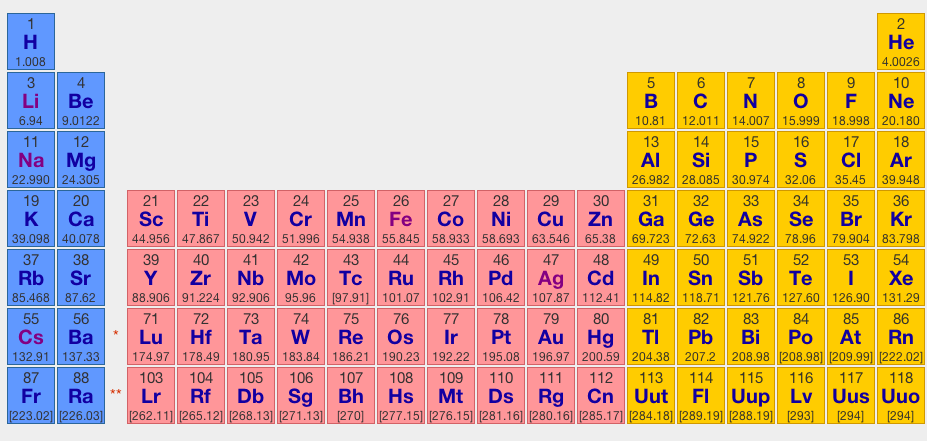 1 2
H He
1.008 4.0026
3 4 5 6 7 8 9 10
Li Be B C N O F Ne
6.94 9.0122 10.81 12.011 14.007 15.999 18.998 20.180
11 12 13 14 15 16 17 18
Na Mg Al Si P S Cl Ar
22.990 24.305 26.982 28.085 30.974 32.06 35.45 39.948
19 20 21 22 23 24 25 26 27 28 29 30 31 32 33 34 35 36
K Ca Sc Ti V Cr Mn Fe Co Ni Cu Zn Ga Ge As Se Br Kr
39.098 40.078 44.956 47.867 50.942 51.996 54.938 55.845 58.933 58.693 63.546 65.38 69.723 72.63 74.922 78.96 79.904 83.798
37 38 39 40 41 42 43 44 45 46 47 48 49 50 51 52 53 54
Rb Sr Y Zr Nb Mo Tc Ru Rh Pd Ag Cd In Sn Sb Te I Xe
85.468 87.62 88.906 91.224 92.906 95.96 [97.91] 101.07 102.91 106.42 107.87 112.41 114.82 118.71 121.76 127.60 126.90 131.29
55 56 71 72 73 74 75 76 77 78 79 80 81 82 83 84 85 86
Cs Ba * Lu Hf Ta W Re Os Ir Pt Au Hg Tl Pb Bi Po At Rn
132.91 137.33 174.97 178.49 180.95 183.84 186.21 190.23 192.22 195.08 196.97 200.59 204.38 207.2 208.98 [208.98] [209.99] [222.02]
87 88 103 104 105 106 107 108 109 110 111 112 113 114 115 116 117 118
Fr Ra ** Lr Rf Db Sg Bh Hs Mt Ds Rg Cn Uut Fl Uup Lv Uus Uuo
[223.02] [226.03] [262.11] [265.12] [268.13] [271.13] [270] [277.15] [276.15] [281.16] [280.16] [285.17] [284.18] [289.19] [288.19] [293] [294] [294]